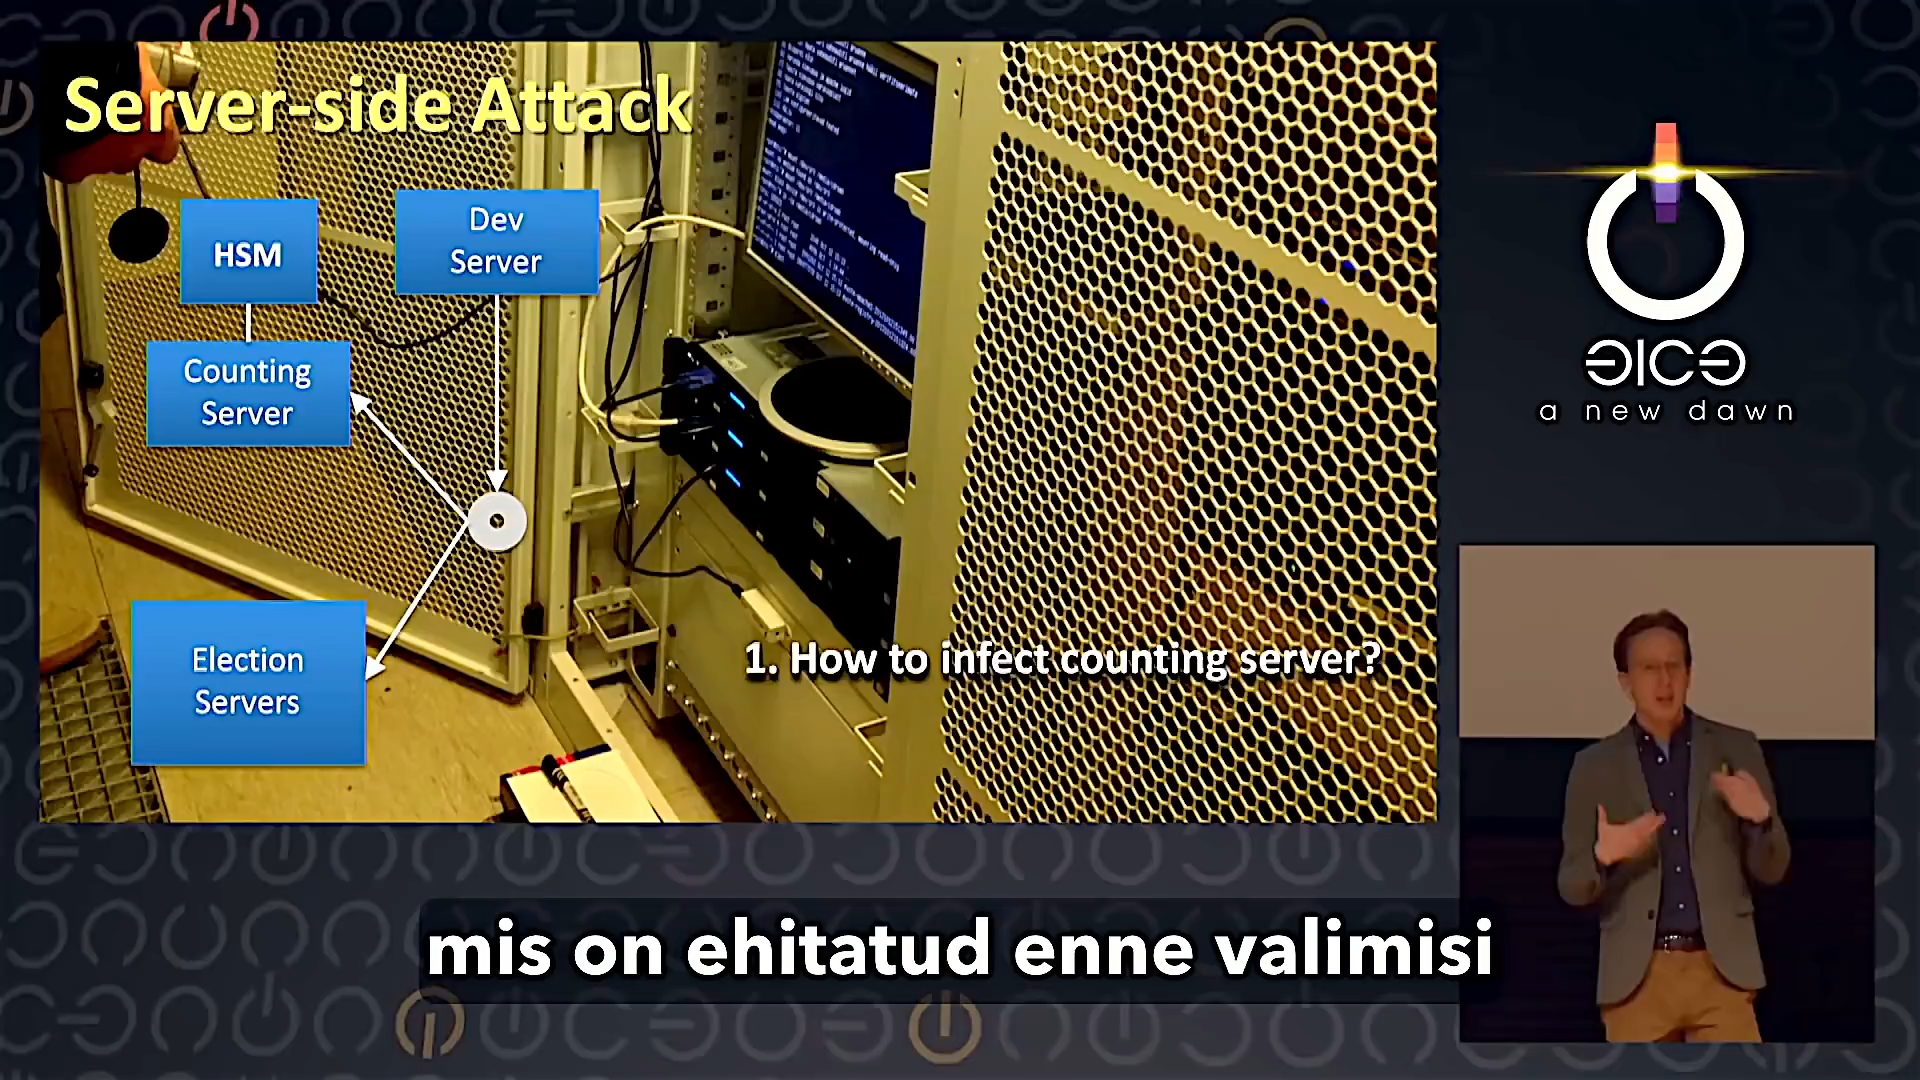 Server-side Attack
HSM
Dev
Server
Counting
Server
Election
Servers
1. How to infect counting server?
a new dawn
mis on ehitatud enne valimisi